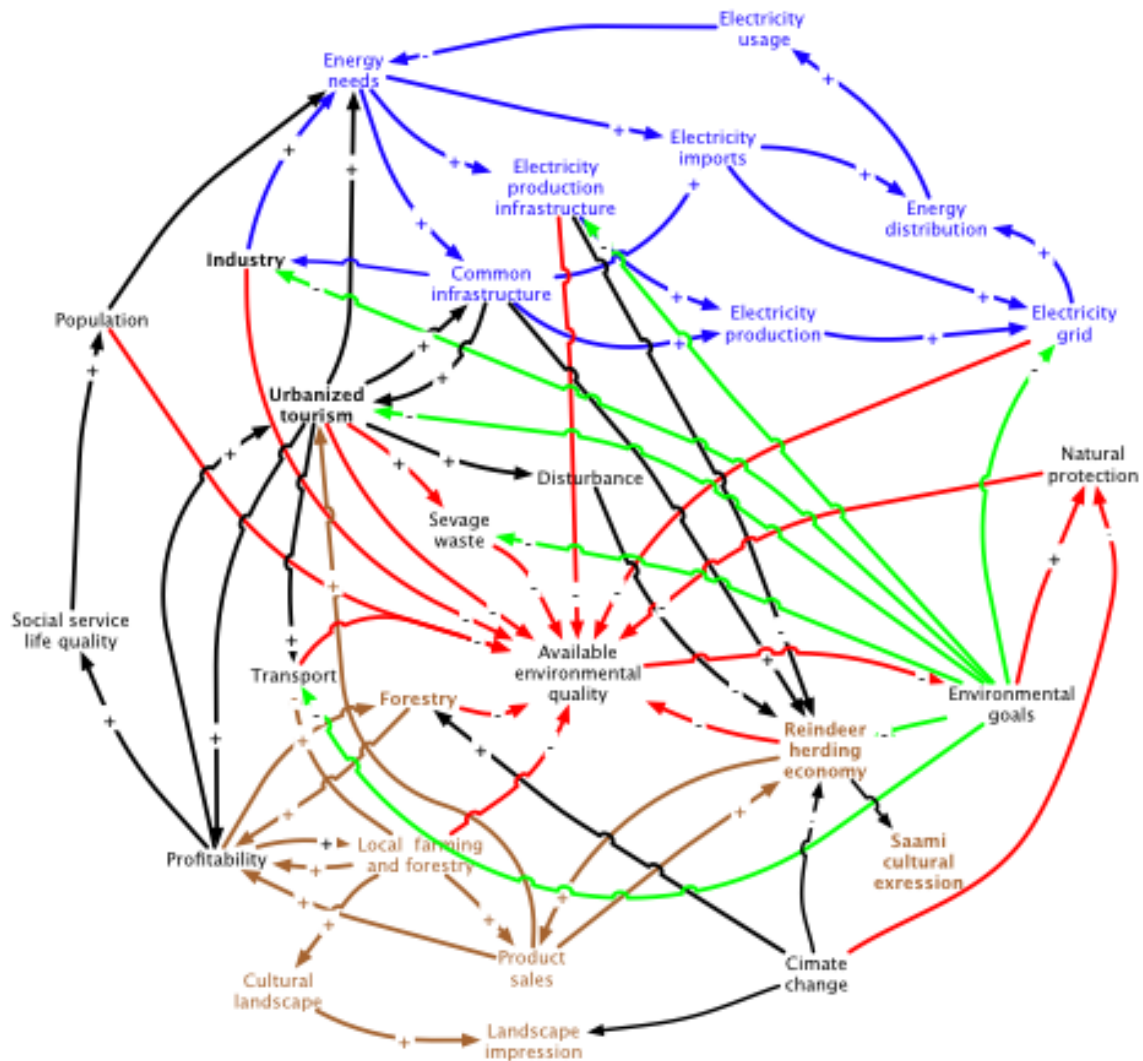 Electricity
usage
Energy
needs
Electricity
imports
Electricity
production
infrastructure
Energy
distribution
Industry
Common
infrastructure
Population
Electricity
production
Electricity
grid
Urbanized
tourism
Natural
protection
Disturbance
Sevage
waste
Social service
life quality
Available
environmental
quality
Transport
Forestry
Environmental
goals
Reindeer
herding
economy
Profitability
Local farming
and forestry
Saami
cultural
exression
Product
sales
Cimate
change
Cultural
landscape
Landscape
impression